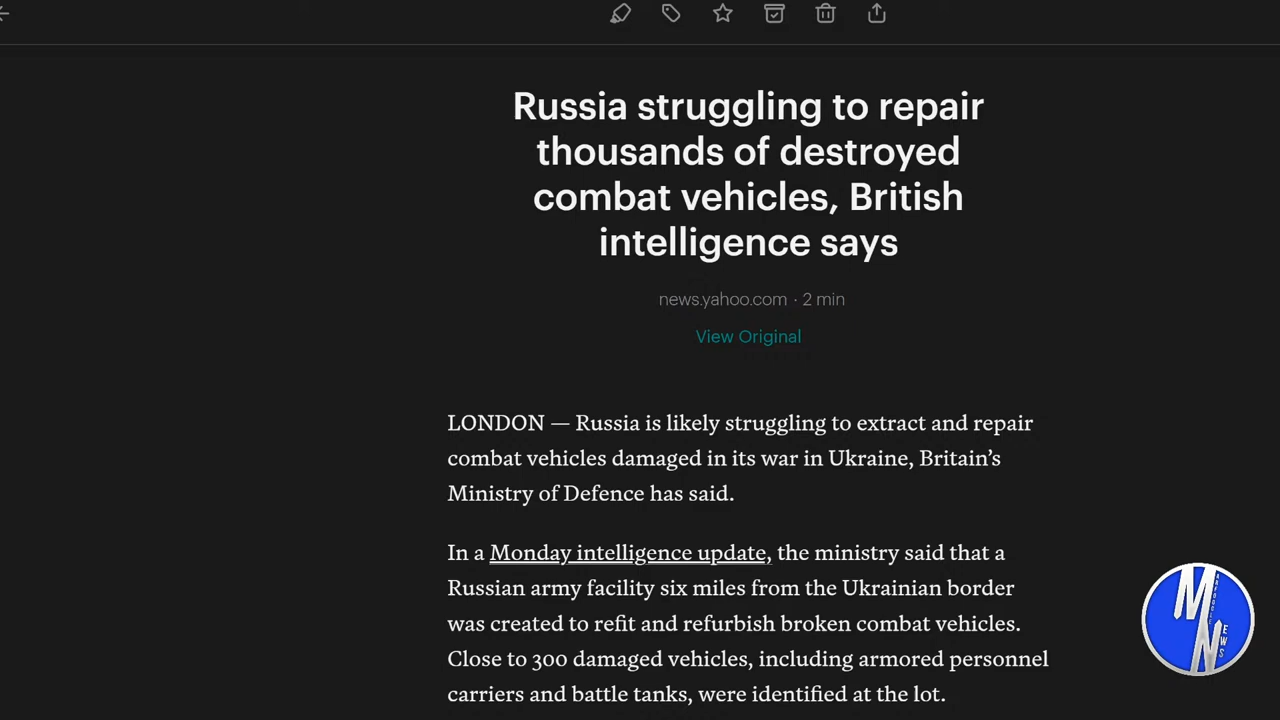 Russia struggling to repair
thousands of destroyed
combat vehicles, British
intelligence says
news.yahoo.com · 2 min
View Original
LONDON — Russia is likely struggling to extract and repair
combat vehicles damaged in its war in Ukraine, Britain’s
Ministry of Defence has said.
In a Monday intelligence update, the ministry said that a
Russian army facility six miles from the Ukrainian border
was created to refit and refurbish broken combat vehicles.
Close to 300 damaged vehicles, including armored personnel
carriers and battle tanks, were identified at the lot.